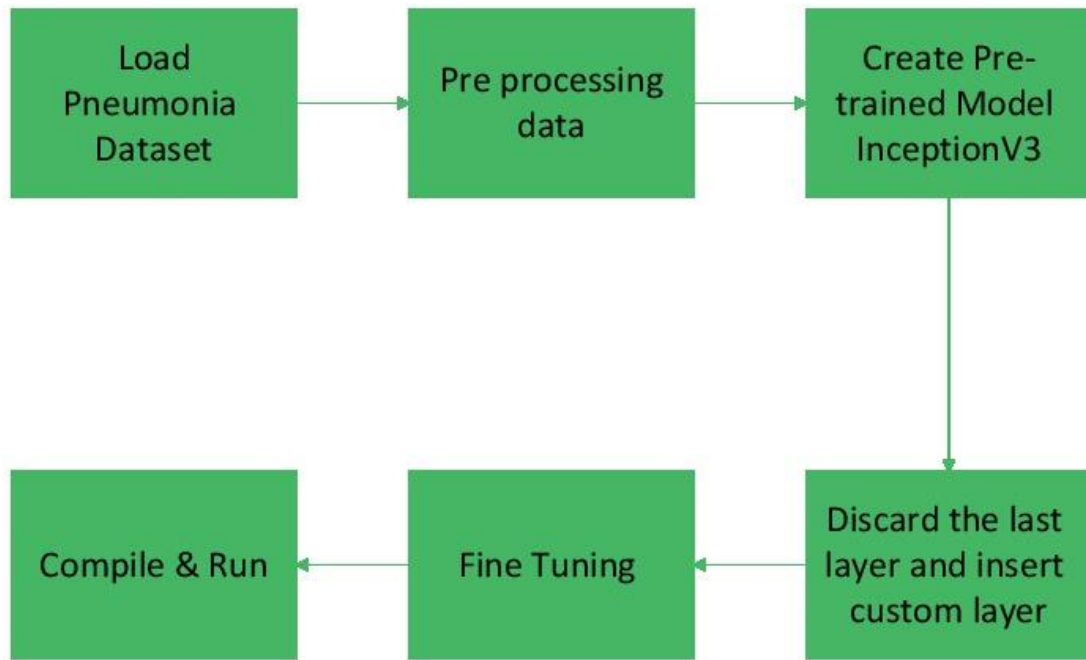 Load
Pneumonia
Dataset
Pre processing
data
Create Pre-
trained Model
InceptionV3
Discard the last
layer and insert
custom layer
Fine Tuning
Compile & Run